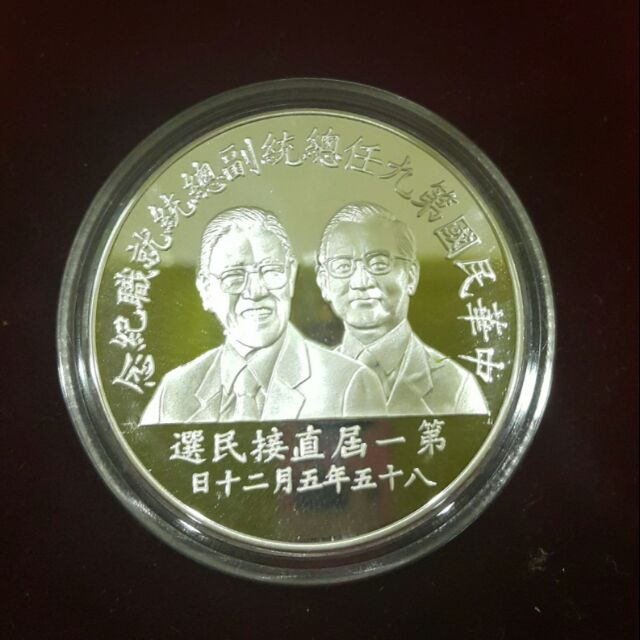 中華民國第九任總統副總統就職紀念
第一屆直接民選
八十五年五月二十日